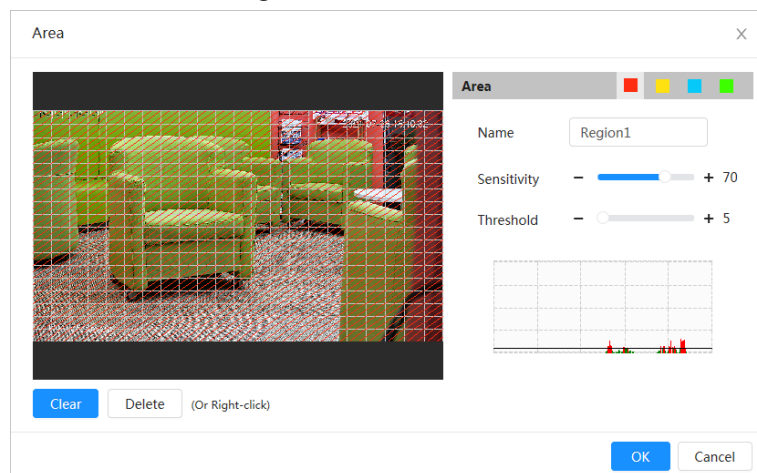 Area
X
Area
Name
Region1
Sensitivity
- + 70
Threshold
- + 5
Clear
Delete
(Or Right-click)
OK
Cancel